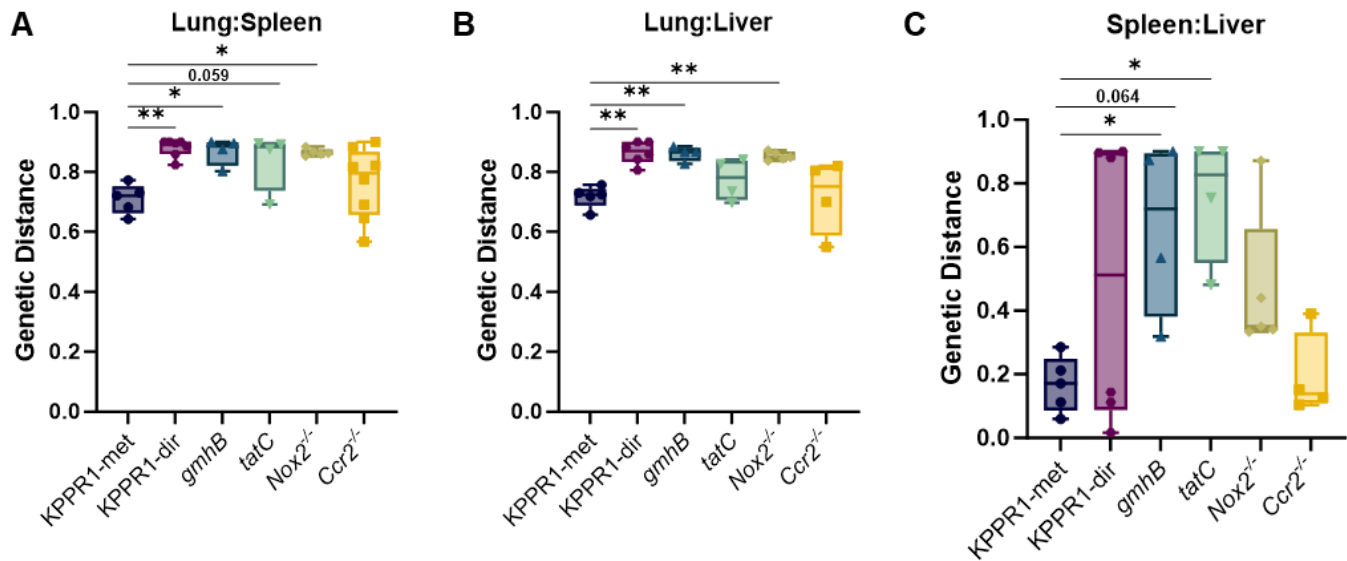 A
Lung:Spleen
*
0.059
*
**
Genetic Distance
1.0
0.8
0.6
0.4
0.2
0.0
KPPR1-met
KPPR1-dir
gmhB
tatC
Nox2-/-
Ccr2-/-
B
Lung:Liver
**
**
**
Genetic Distance
1.0
0.8
0.6
0.4
0.2
0.0
KPPR1-met
KPPR1-dir
gmhB
tatC
Nox2-/-
Ccr2-/-
C
Spleen:Liver
*
0.064
*
Genetic Distance
1.0
0.8
0.6
0.4
0.2
0.0
KPPR1-met
KPPR1-dir
gmhB
tatC
Nox2-/-
Ccr2-/-